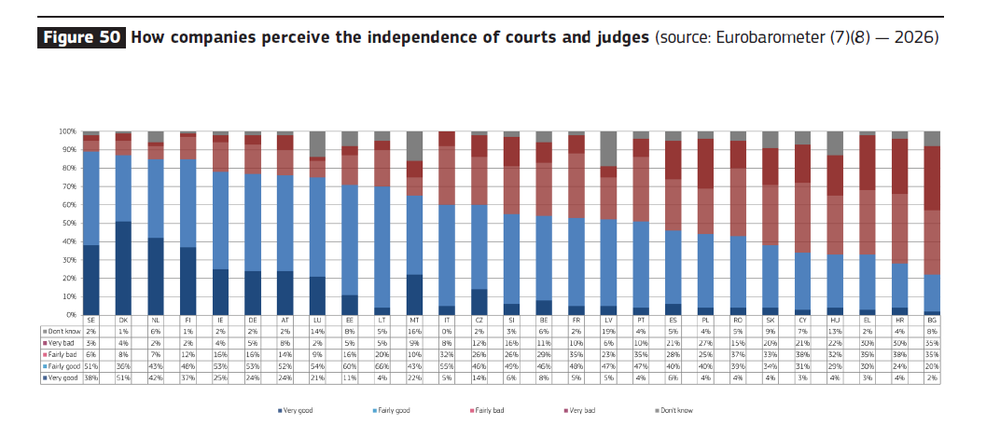 Figure 50 How companies perceive the independence of courts and judges (source: Eurobarometer (7)(8) — 2026)
100%
90%
80%
70%
60%
50%
40%
30%
20%
10%
0%
SE DK NL FI IE DE AT LU EE LT MT IT CZ SI BE FR LV PT ES PL RO SK CY HU EL HR BG
Don't know 2% 1% 6% 1% 2% 2% 2% 14% 8% 5% 16% 0% 2% 3% 6% 2% 19% 4% 5% 4% 5% 9% 7% 13% 2% 4% 8%
Very bad 3% 4% 2% 2% 4% 5% 8% 2% 5% 5% 9% 8% 12% 16% 11% 10% 6% 10% 21% 27% 15% 20% 21% 22% 30% 30% 35%
Fairly bad 6% 8% 7% 12% 16% 16% 14% 9% 16% 20% 10% 32% 26% 26% 29% 35% 23% 35% 28% 25% 37% 33% 38% 32% 35% 38% 35%
Fairly good 51% 36% 43% 48% 53% 53% 52% 54% 60% 66% 43% 55% 46% 49% 46% 48% 47% 47% 40% 40% 39% 34% 31% 29% 30% 24% 20%
Very good 38% 51% 42% 37% 25% 24% 24% 21% 11% 4% 22% 5% 14% 6% 8% 5% 5% 4% 6% 4% 4% 4% 3% 4% 3% 4% 2%
Very good Fairly good Fairly bad Very bad Don't know